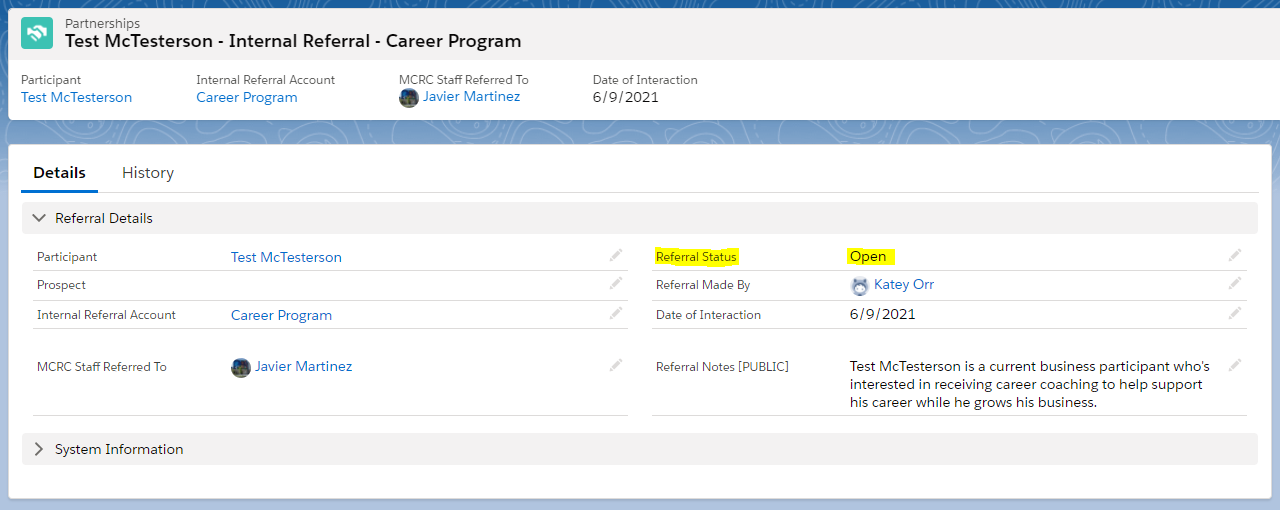 Partnerships
Test McTesterson - Internal Referral - Career Program
Participant
Test McTesterson
Internal Referral Account
Career Program
MCRC Staff Referred To
Javier Martinez
Date of Interaction
6/9/2021
Details
History
Referral Details
Participant
Test McTesterson
Referral Status
Open
Prospect
Referral Made By
Katey Orr
Internal Referral Account
Career Program
Date of Interaction
6/9/2021
MCRC Staff Referred To
Javier Martinez
Referral Notes [PUBLIC]
Test McTesterson is a current business participant who's
interested in receiving career coaching to help support
his career while he grows his business.
System Information